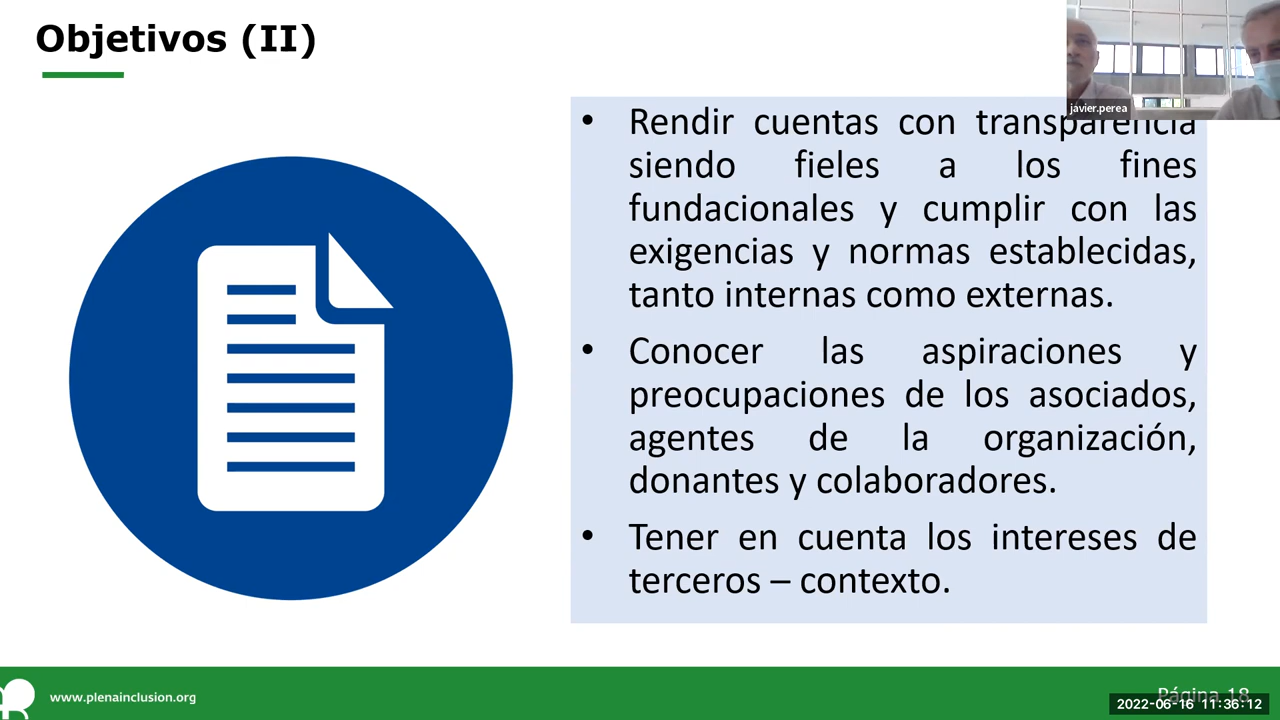 Objetivos (II)
javier.perea
• Rendir cuentas con transparencia
siendo fieles a los fines
fundacionales y cumplir con las
exigencias y normas establecidas,
tanto internas como externas.
• Conocer las aspiraciones y
preocupaciones de los asociados,
agentes de la organización,
donantes y colaboradores.
• Tener en cuenta los intereses de
terceros – contexto.
www.plenainclusion.org
Página 18
2022-06-16 11:36:12